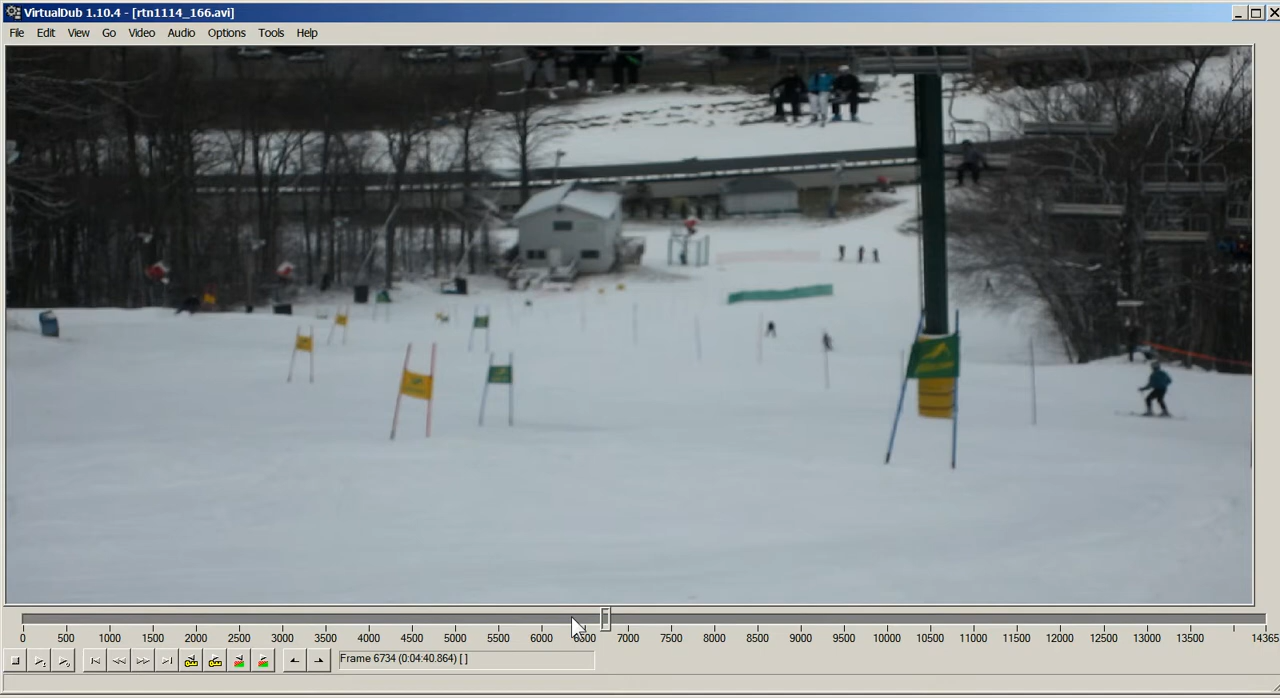 VirtualDub 1.10.4 - [rtn1114_166.avi]
File Edit View Go Video Audio Options Tools Help
0 500 1000 1500 2000 2500 3000 3500 4000 4500 5000 5500 6000 6500 7000 7500 8000 8500 9000 9500 10000 10500 11000 11500 12000 12500 13000 13500 14365
Frame 6734 (0:04:40.864) [ ]